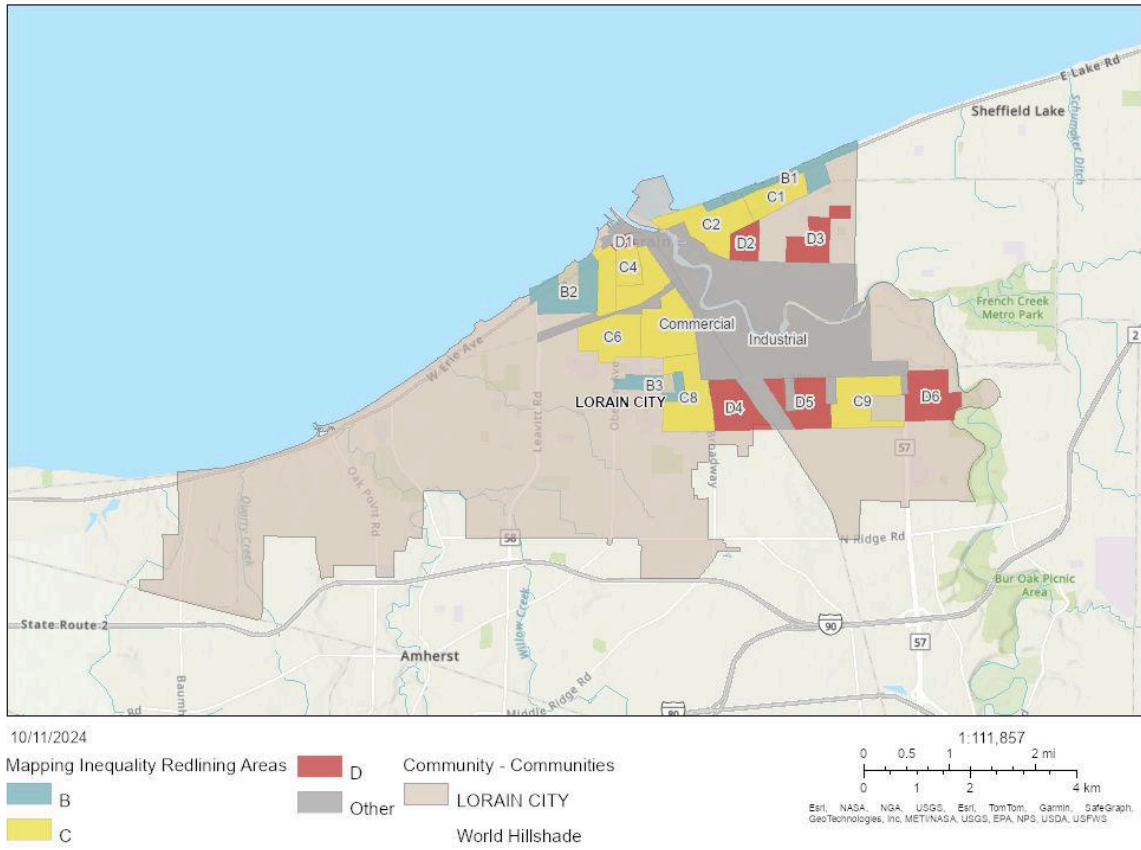 E Lake Rd
Sheffield Lake
Schumaker Ditch
B1
C1
C2
D1
D2
D3
C4
B2
French Creek
Metro Park
Commercial
C6
Industrial
W Erie Ave
B3
LORAIN CITY
C8
D4
D5
C9
D6
Leavitt Rd
Broadway
57
2
Quarry Creek
58
N Ridge Rd
Bur Oak Picnic
Area
State Route 2
90
57
Amherst
Willow Creek
Middle Ridge Rd
Baumh
Rd
80
10/11/2024
1:111,857
Mapping Inequality Redlining Areas
B
C
D
Other
Community - Communities
LORAIN CITY
World Hillshade
0 0.5 1 2 mi
0 1 2 4 km
Esri, NASA, NGA, USGS, Esri, TomTom, Garmin, SafeGraph,
GeoTechnologies, Inc, METI/NASA, USGS, EPA, NPS, USDA, USFWS